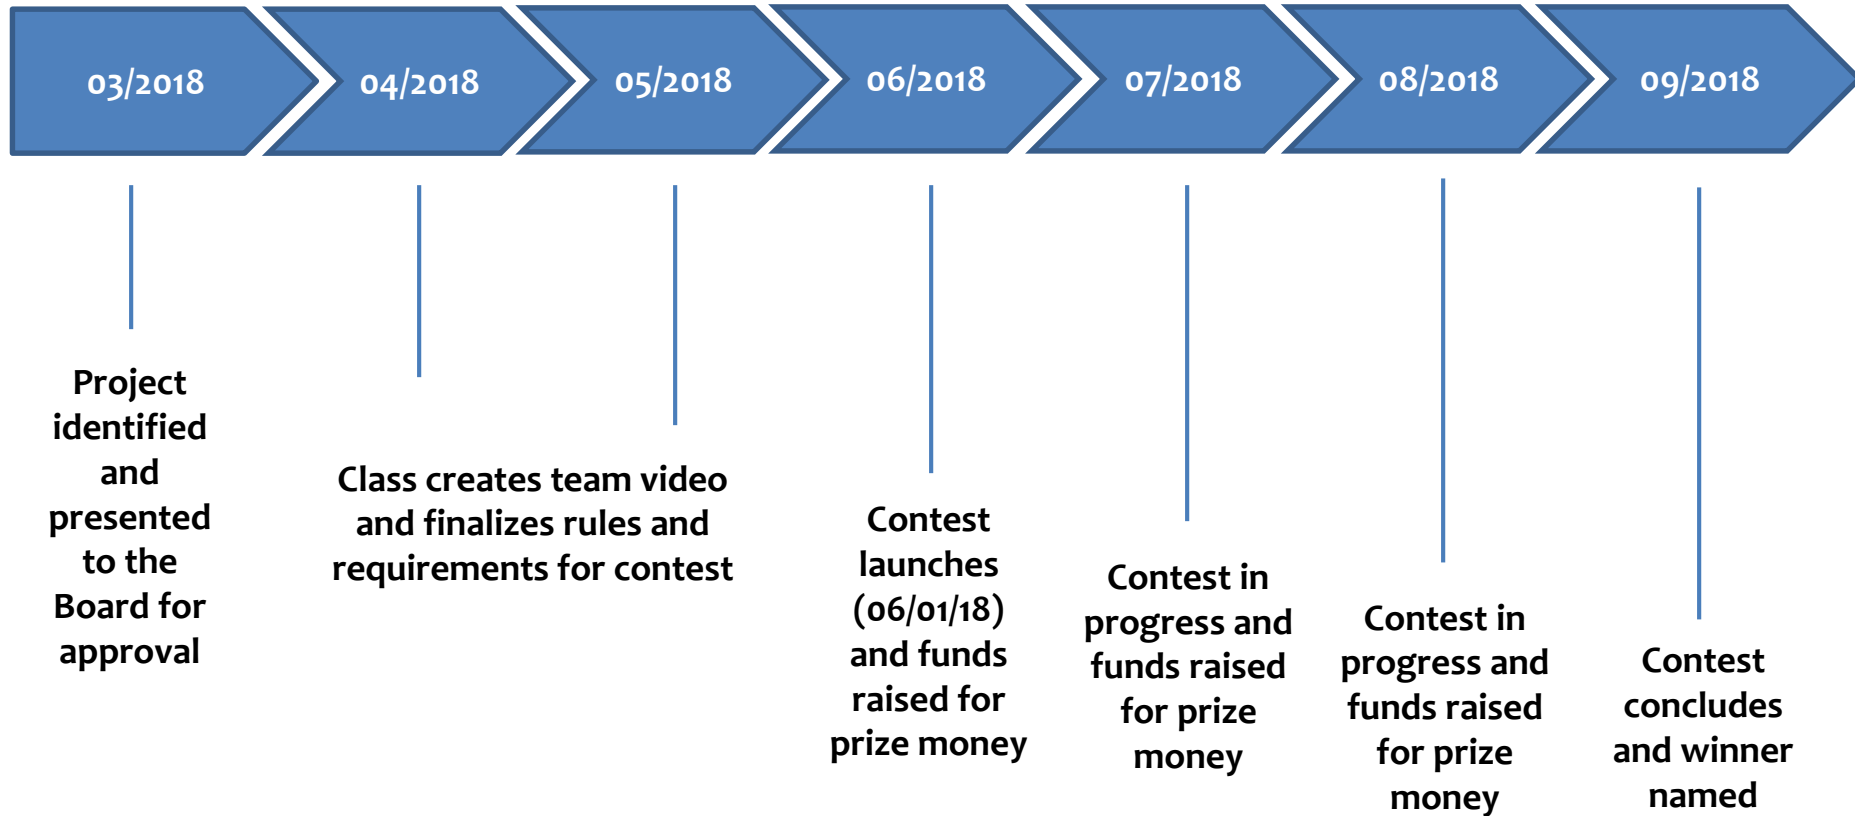 03/2018
04/2018
05/2018
06/2018
07/2018
08/2018
09/2018
Project
identified
and
presented
to the
Board for
approval
Class creates team video
and finalizes rules and
requirements for contest
Contest
launches
(06/01/18)
and funds
raised for
prize money
Contest in
progress and
funds raised
for prize
money
Contest in
progress and
funds raised
for prize
money
Contest
concludes
and winner
named